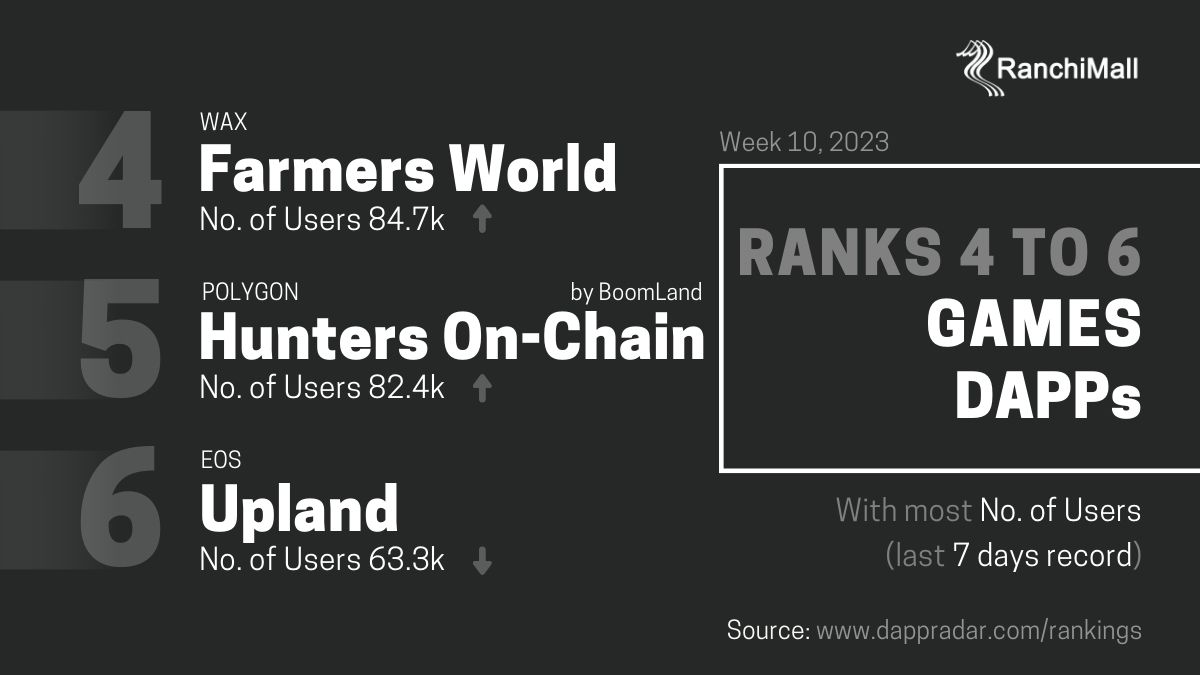 RanchiMall
4
WAX
Farmers World
No. of Users 84.7k
5
POLYGON
by BoomLand
Hunters On-Chain
No. of Users 82.4k
6
EOS
Upland
No. of Users 63.3k
Week 10, 2023
RANKS 4 TO 6
GAMES
DAPPs
With most No. of Users
(last 7 days record)
Source: www.dappradar.com/rankings